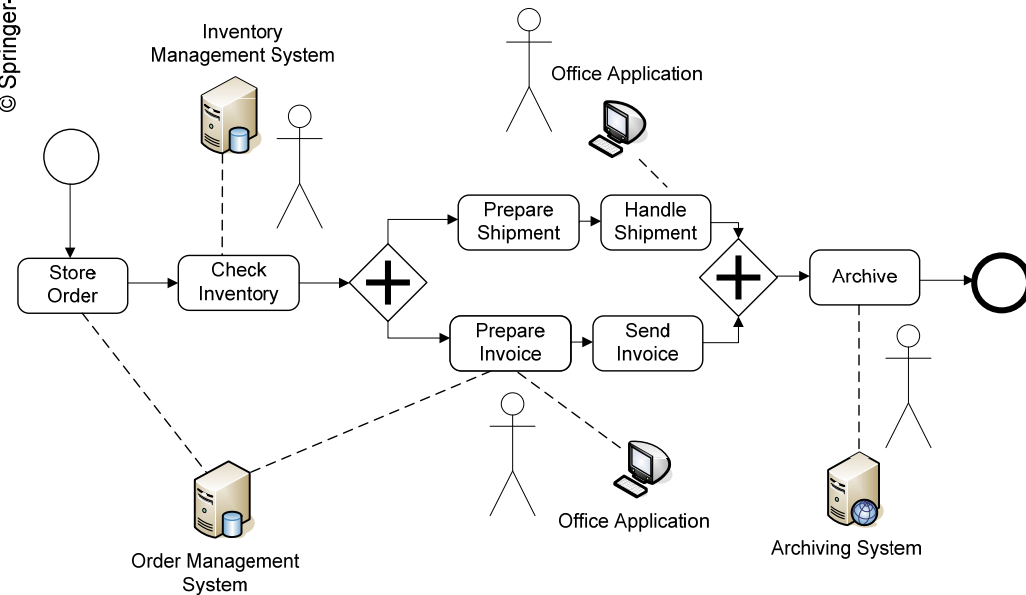 © Springer-
Inventory
Management System
Office Application
Store
Order
Check
Inventory
Prepare
Shipment
Handle
Shipment
Prepare
Invoice
Send
Invoice
Archive
Order Management
System
Office Application
Archiving System